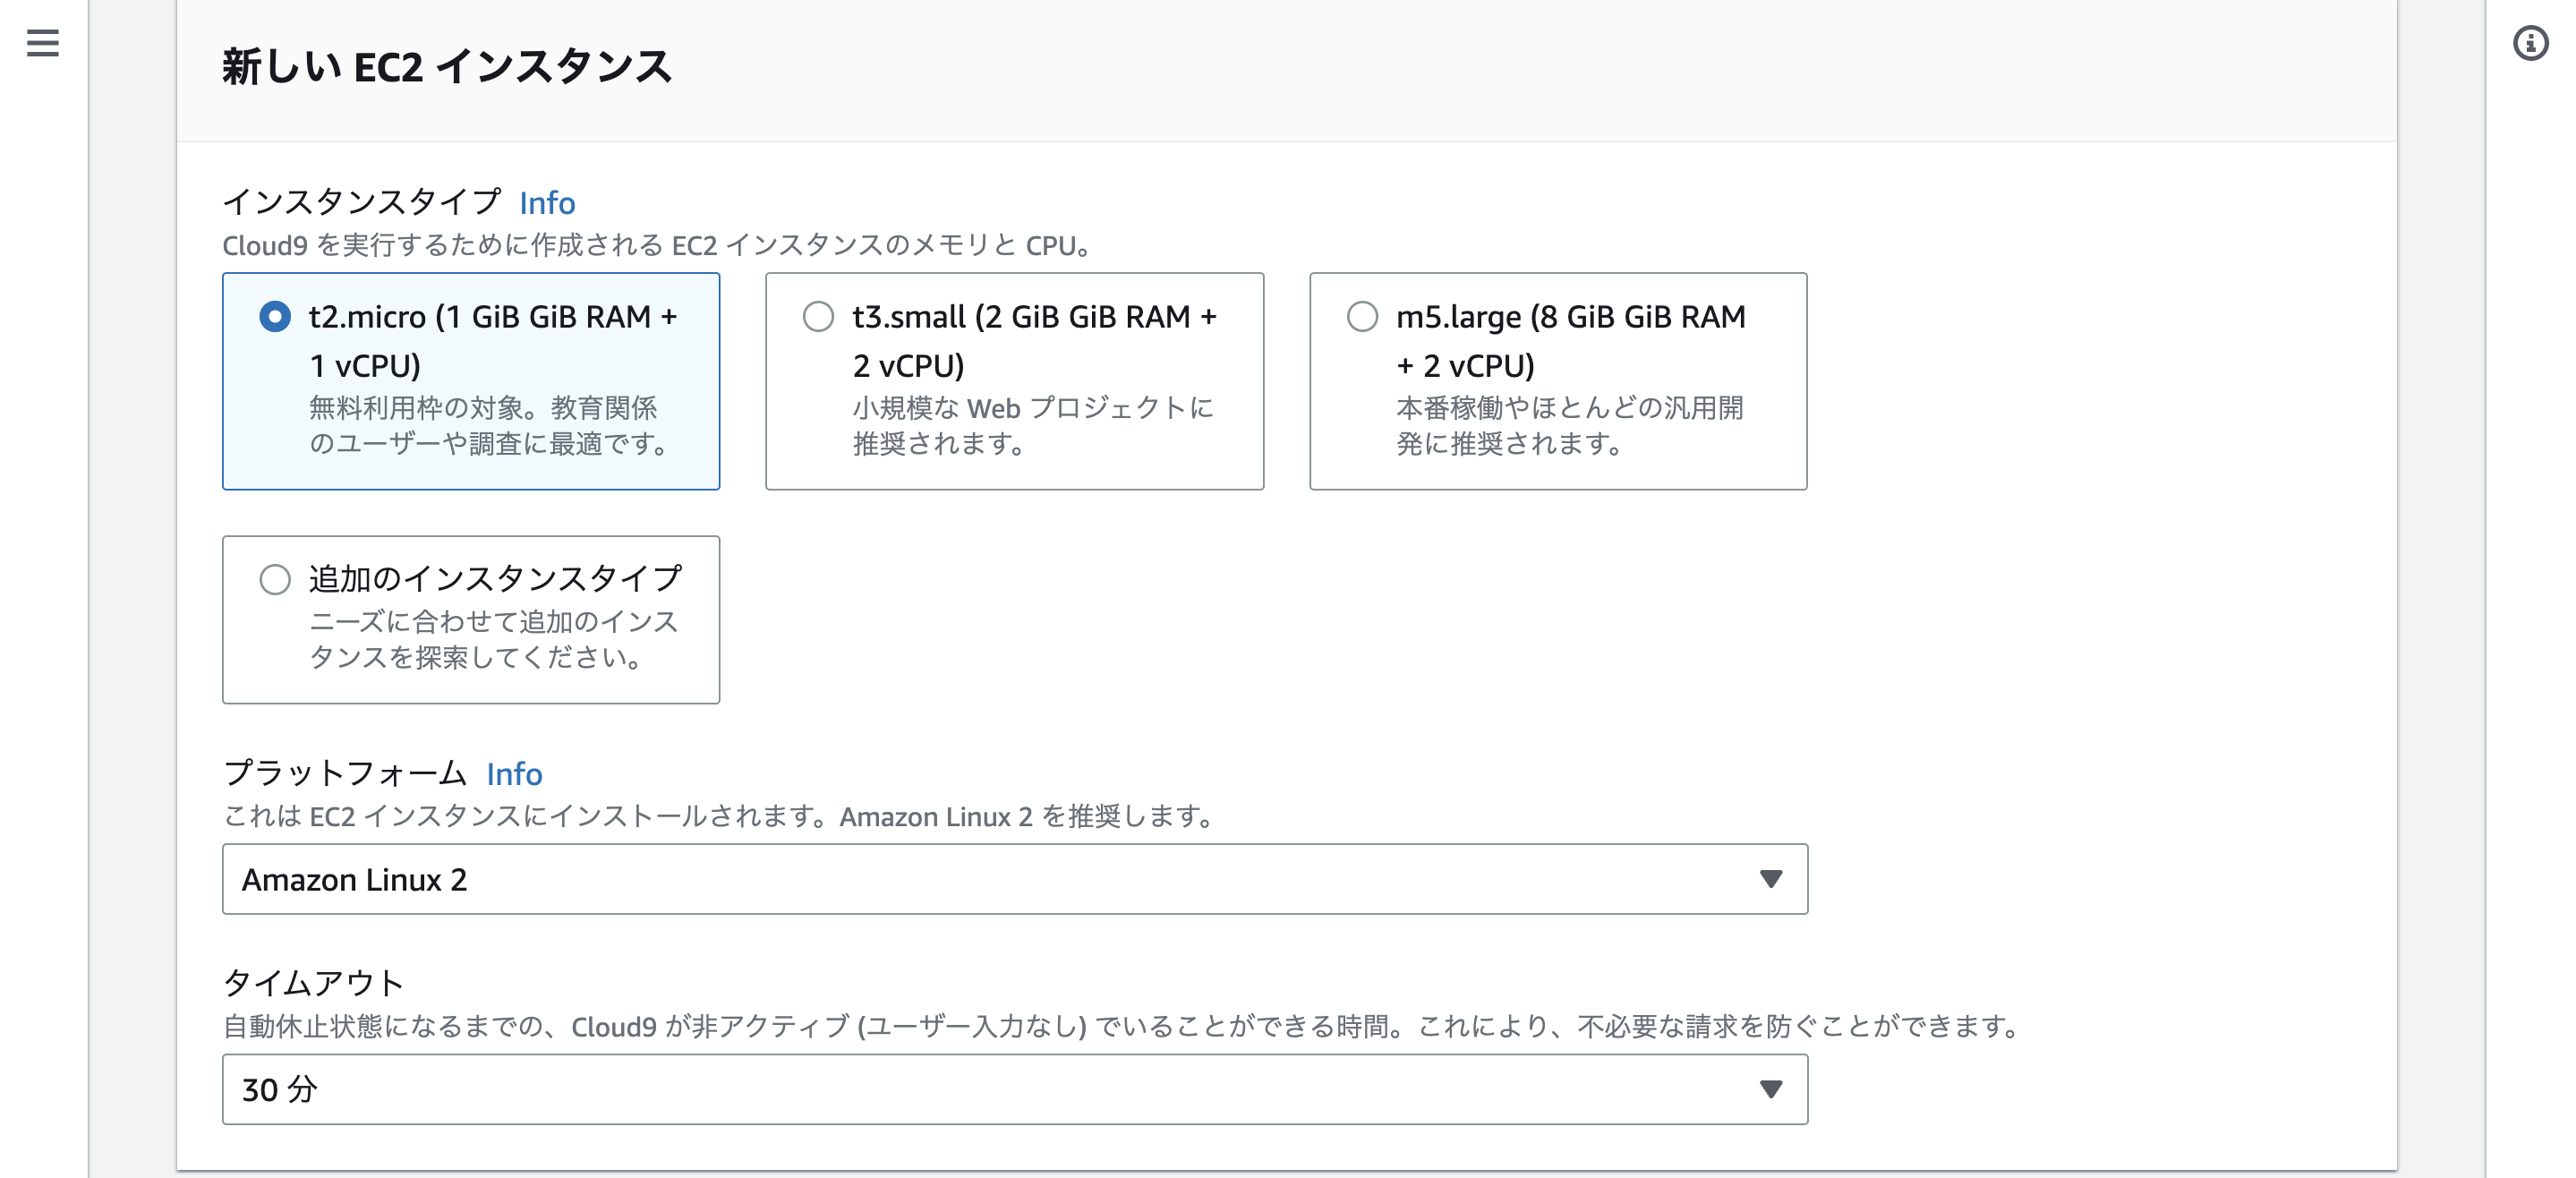 新しい EC2 インスタンス
インスタンスタイプ Info
Cloud9 を実行するために作成される EC2 インスタンスのメモリと CPU。
t2.micro (1 GiB GiB RAM +
1 vCPU)
無料利用枠の対象。教育関係
のユーザーや調査に最適です。
t3.small (2 GiB GiB RAM +
2 vCPU)
小規模な Web プロジェクトに
推奨されます。
m5.large (8 GiB GiB RAM
+ 2 vCPU)
本番稼働やほとんどの汎用開
発に推奨されます。
追加のインスタンスタイプ
ニーズに合わせて追加のインス
タンスを探索してください。
プラットフォーム Info
これは EC2 インスタンスにインストールされます。Amazon Linux 2 を推奨します。
Amazon Linux 2
タイムアウト
自動休止状態になるまでの、Cloud9 が非アクティブ (ユーザー入力なし) でいることができる時間。これにより、不必要な請求を防ぐことができます。
30 分